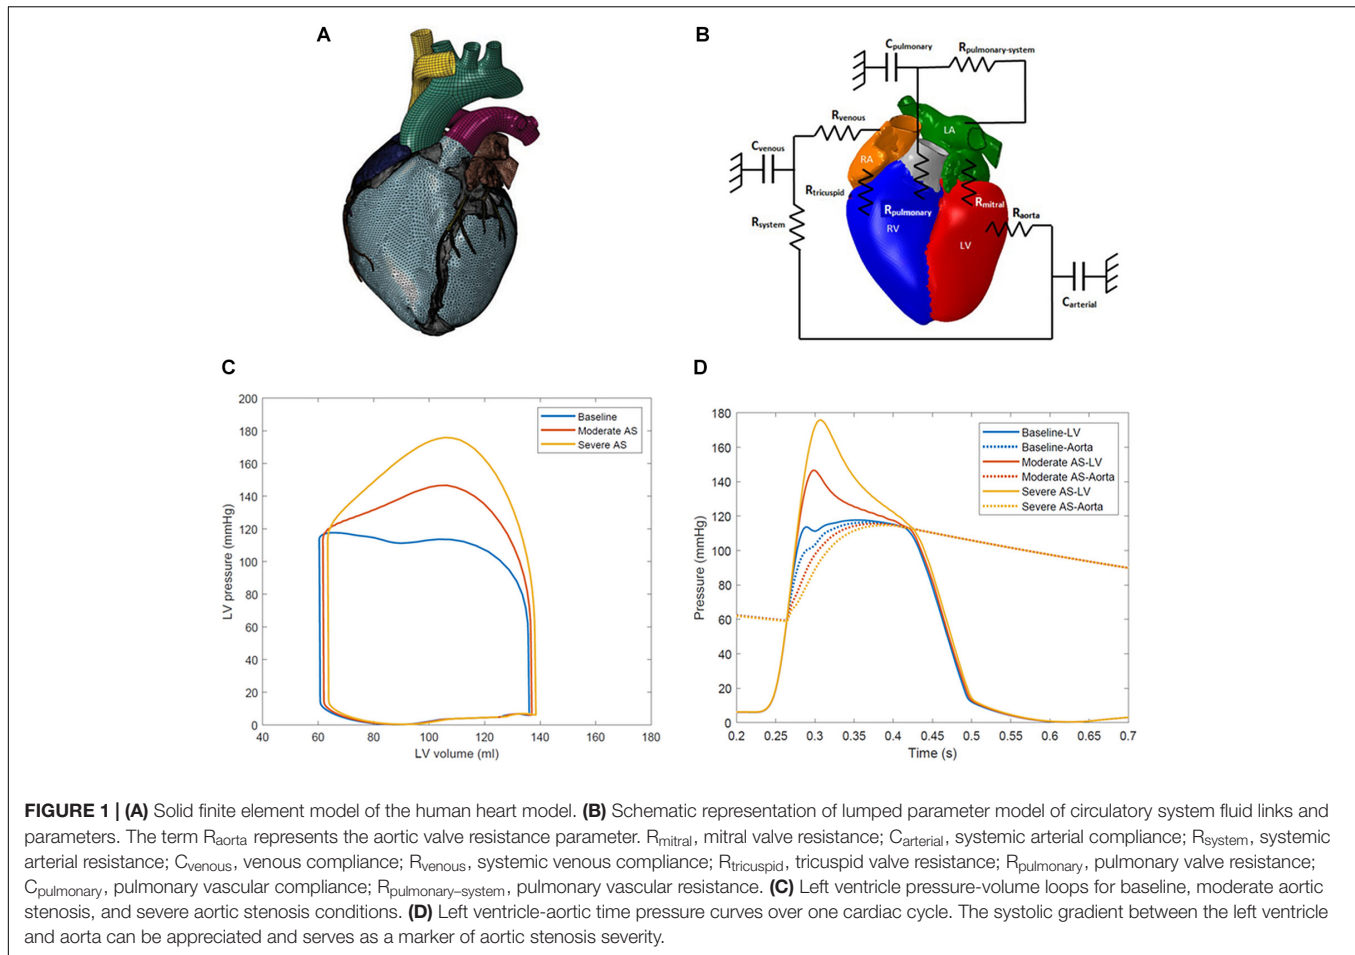 A
B
Cpulmonary
Rpulmonary-system
Rvenous
LA
Cvenous
RA
Rtricuspid
Rmitral
Rpulmonary
Raorta
Rsystem
RV
LV
Carterial
C
D
200
180
160
140
120
100
80
60
40
20
0
LV pressure (mmHg)
Baseline
Moderate AS
Severe AS
40 60 80 100 120 140 160 180
LV volume (ml)
180
160
140
120
100
80
60
40
20
0
Pressure (mmHg)
Baseline-LV
Baseline-Aorta
Moderate AS-LV
Moderate AS-Aorta
Severe AS-LV
Severe AS-Aorta
0.2 0.25 0.3 0.35 0.4 0.45 0.5 0.55 0.6 0.65 0.7
Time (s)
FIGURE 1 | (A) Solid finite element model of the human heart model. (B) Schematic representation of lumped parameter model of circulatory system fluid links and
parameters. The term Raorta represents the aortic valve resistance parameter. Rmitral, mitral valve resistance; Carterial, systemic arterial compliance; Rsystem, systemic
arterial resistance; Cvenous, venous compliance; Rvenous, systemic venous compliance; Rtricuspid, tricuspid valve resistance; Rpulmonary, pulmonary valve resistance;
Cpulmonary, pulmonary vascular compliance; Rpulmonary–system, pulmonary vascular resistance. (C) Left ventricle pressure-volume loops for baseline, moderate aortic
stenosis, and severe aortic stenosis conditions. (D) Left ventricle-aortic time pressure curves over one cardiac cycle. The systolic gradient between the left ventricle
and aorta can be appreciated and serves as a marker of aortic stenosis severity.